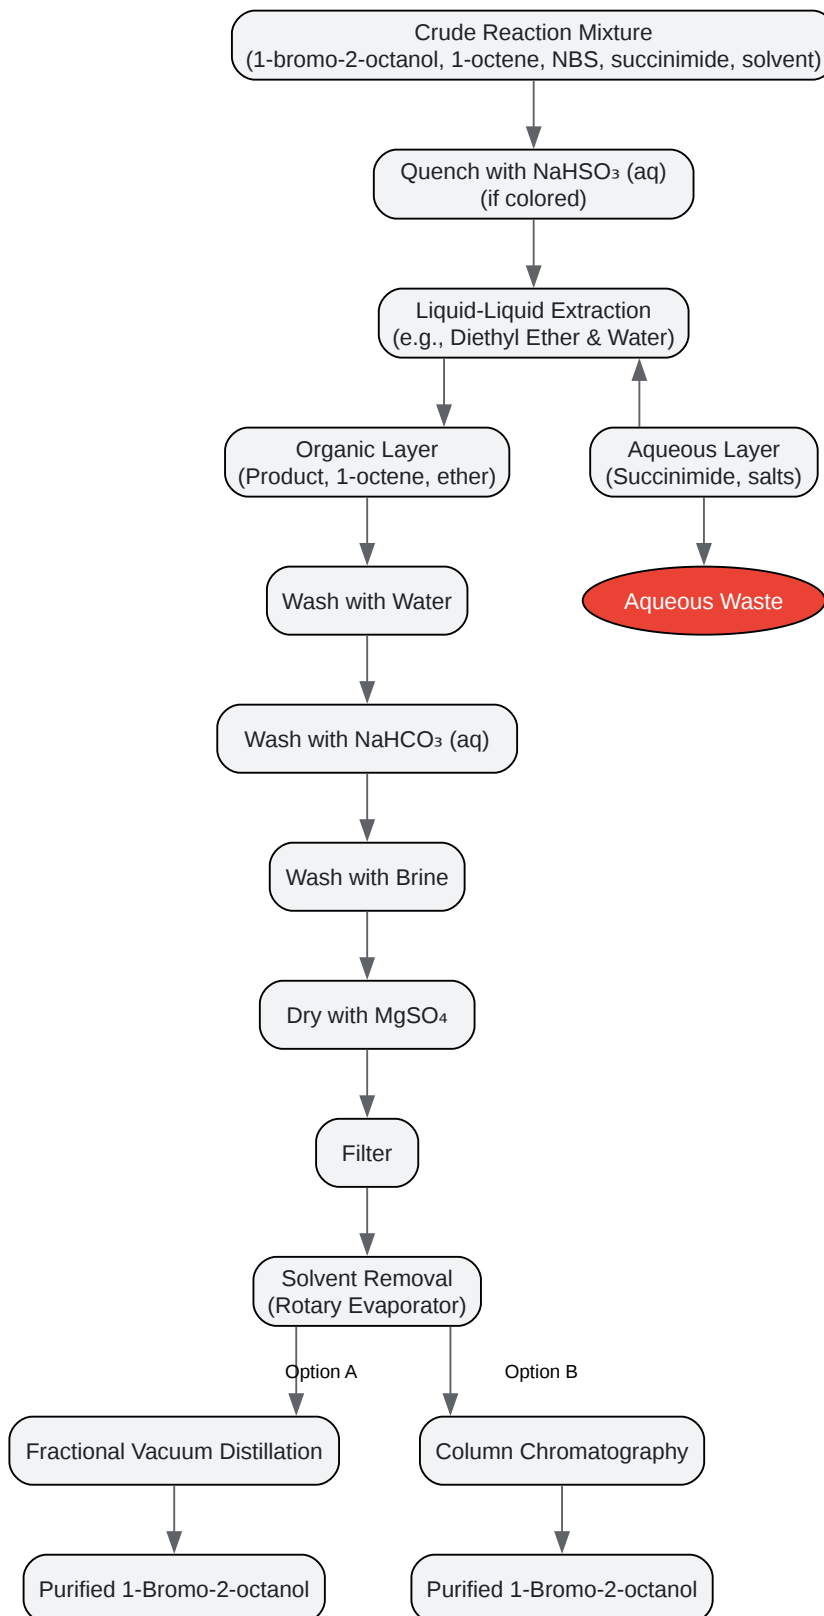 Crude Reaction Mixture
(1-bromo-2-octanol, 1-octene, NBS, succinimide, solvent)
Quench with NaHSO₃ (aq)
(if colored)
Liquid-Liquid Extraction
(e.g., Diethyl Ether & Water)
Organic Layer
(Product, 1-octene, ether)
Aqueous Layer
(Succinimide, salts)
Wash with Water
Aqueous Waste
Wash with NaHCO₃ (aq)
Wash with Brine
Dry with MgSO₄
Filter
Solvent Removal
(Rotary Evaporator)
Option A
Option B
Fractional Vacuum Distillation
Column Chromatography
Purified 1-Bromo-2-octanol
Purified 1-Bromo-2-octanol